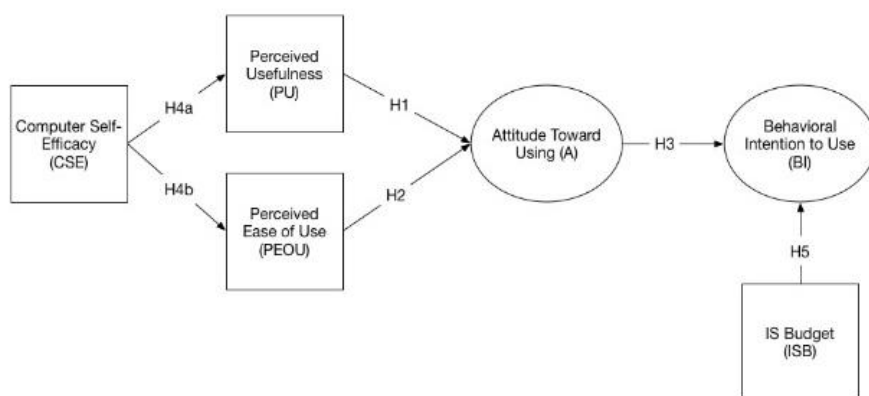 Perceived
Usefulness
(PU)
H4a
H1
Computer Self-
Efficacy
(CSE)
Attitude Toward
Using (A)
H3
Behavioral
Intention to Use
(BI)
H4b
H2
Perceived
Ease of Use
(PEOU)
H5
IS Budget
(ISB)